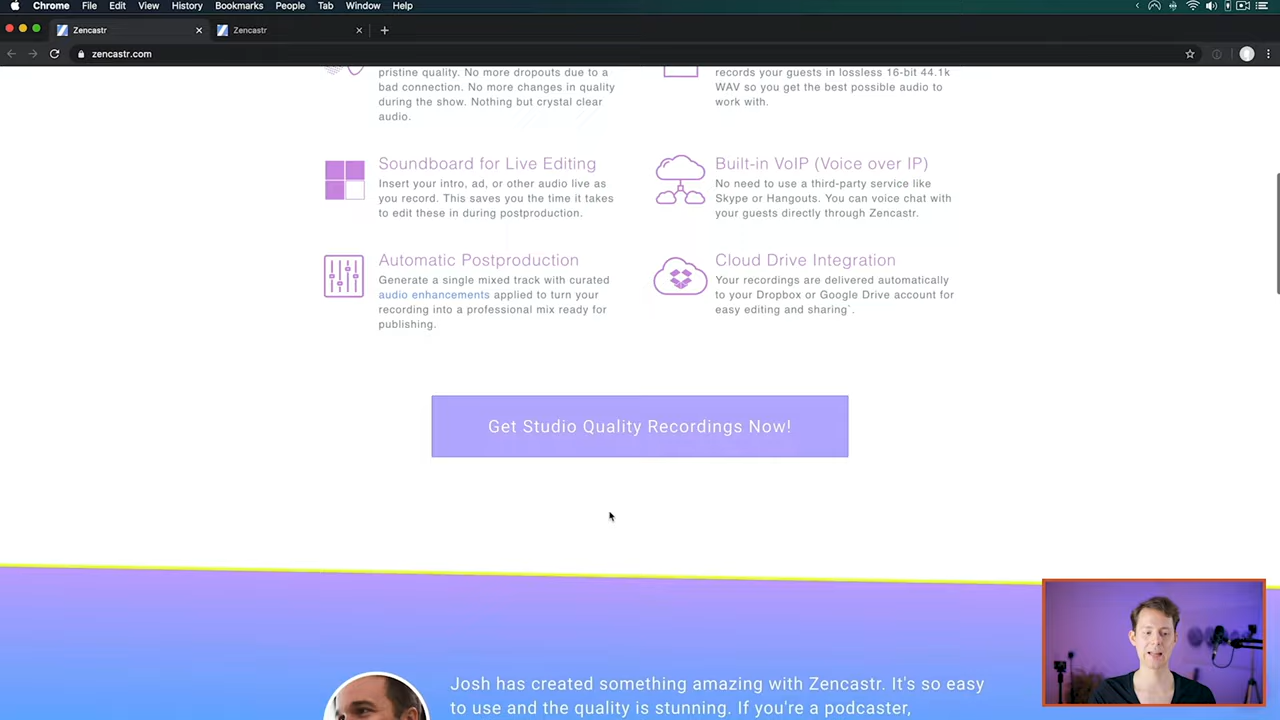 Chrome File Edit View History Bookmarks People Tab Window Help
Zencastr
Zencastr
zencastr.com
pristine quality. No more dropouts due to a
bad connection. No more changes in quality
during the show. Nothing but crystal clear
audio.
records your guests in lossless 16-bit 44.1k
WAV so you get the best possible audio to
work with.
Soundboard for Live Editing
Insert your intro, ad, or other audio live as
you record. This saves you the time it takes
to edit these in during postproduction.
Built-in VoIP (Voice over IP)
No need to use a third-party service like
Skype or Hangouts. You can voice chat with
your guests directly through Zencastr.
Automatic Postproduction
Generate a single mixed track with curated
audio enhancements applied to turn your
recording into a professional mix ready for
publishing.
Cloud Drive Integration
Your recordings are delivered automatically
to your Dropbox or Google Drive account for
easy editing and sharing*.
Get Studio Quality Recordings Now!
Josh has created something amazing with Zencastr. It's so easy
to use and the quality is stunning. If you're a podcaster,